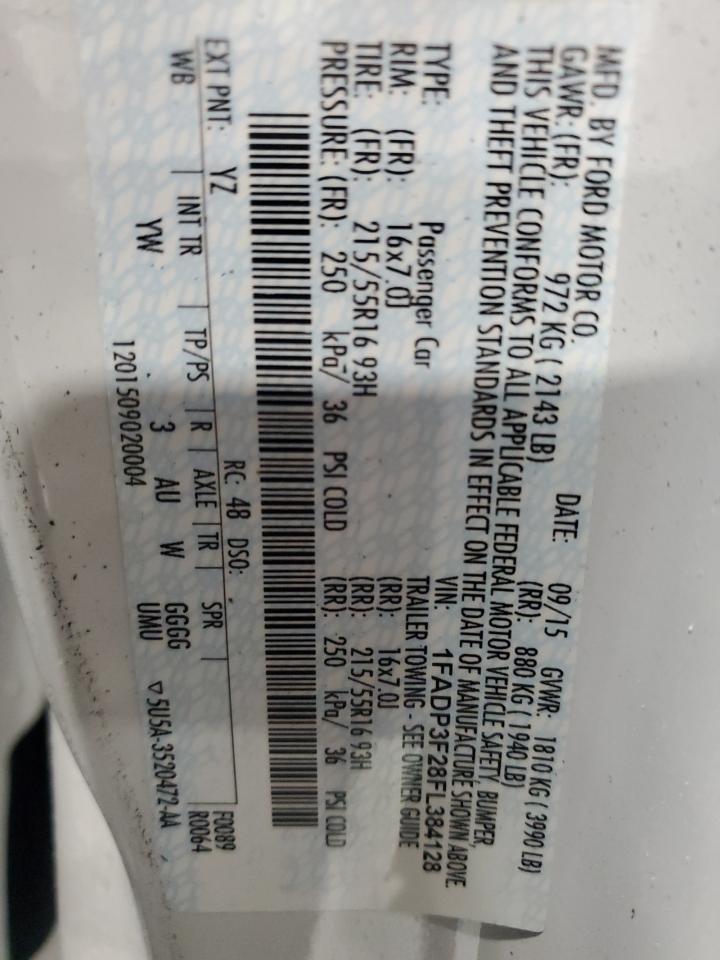 MFD. BY FORD MOTOR CO.
DATE: 09/15 GVWR: 1810 KG ( 3990 LB)
GAWR: (FR): 972 KG ( 2143 LB) (RR): 880 KG ( 1940 LB)
THIS VEHICLE CONFORMS TO ALL APPLICABLE FEDERAL MOTOR VEHICLE SAFETY, BUMPER,
AND THEFT PREVENTION STANDARDS IN EFFECT ON THE DATE OF MANUFACTURE SHOWN ABOVE.
VIN: 1FADP3F28FL384128
TYPE: Passenger Car TRAILER TOWING - SEE OWNER GUIDE
RIM: (FR): 16x7.0J (RR): 16x7.0J
TIRE: (FR): 215/55R16 93H (RR): 215/55R16 93H
PRESSURE: (FR): 250 kPa/ 36 PSI COLD (RR): 250 kPa/ 36 PSI COLD
F0089
R0064
EXT PNT: YZ RC: 48 DSO:
WB INT TR TP/PS R AXLE TR SPR
YW 3 AU W GGGG
UMU
1201509020004 ▽5U5A-3520472-AA